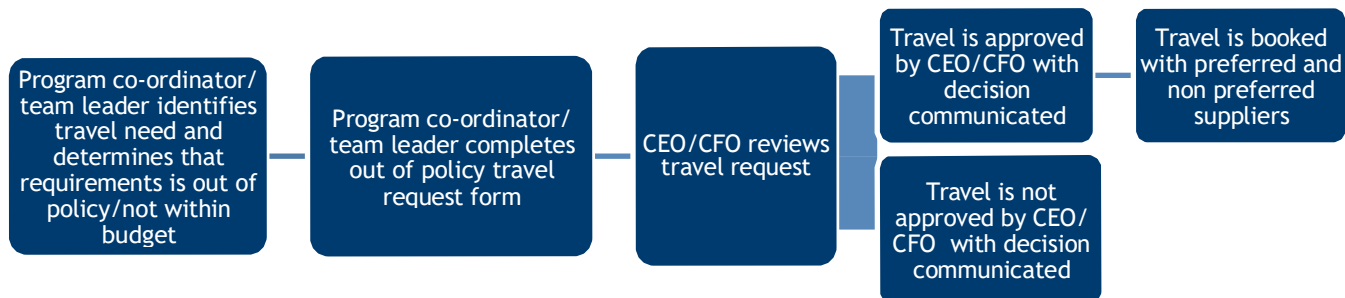 Program co-ordinator/
team leader identifies
travel need and
determines that
requirements is out of
policy/not within
budget
Program co-ordinator/
team leader completes
out of policy travel
request form
CEO/CFO reviews
travel request
Travel is approved
by CEO/CFO with
decision
communicated
Travel is booked
with preferred and
non preferred
suppliers
Travel is not
approved by CEO/
CFO with decision
communicated